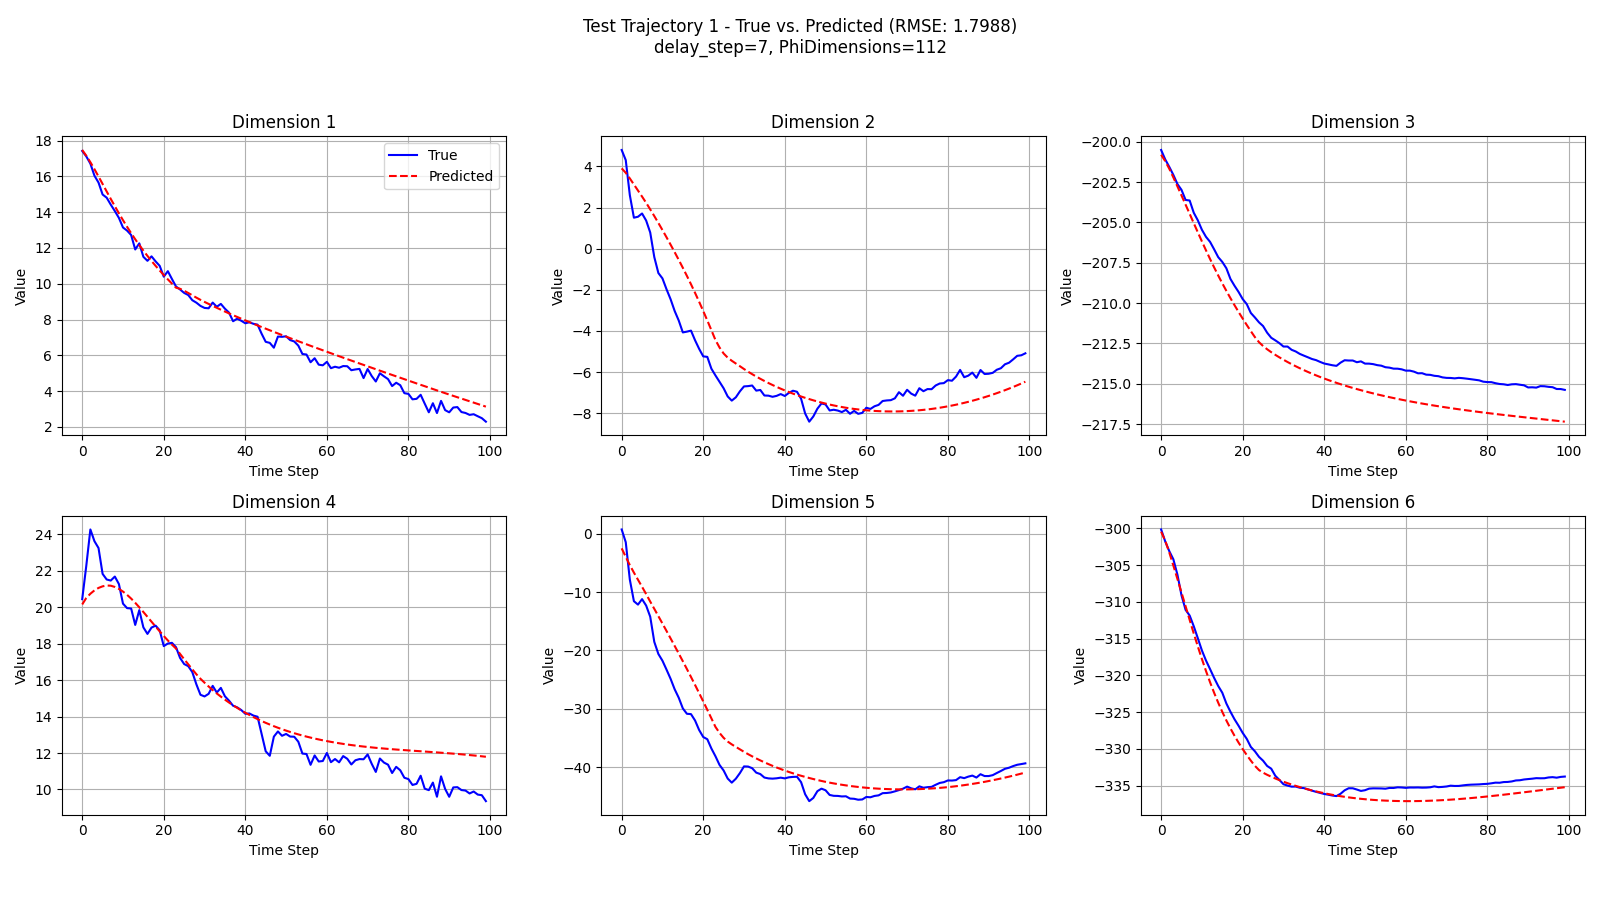 Test Trajectory 1 - True vs. Predicted (RMSE: 1.7988)
delay_step=7, PhiDimensions=112
Dimension 1
18
16
14
12
10
8
6
4
2
Value
0 20 40 60 80 100
Time Step
True
Predicted
Dimension 2
4
2
0
−2
−4
−6
−8
Value
0 20 40 60 80 100
Time Step
Dimension 3
−200.0
−202.5
−205.0
−207.5
−210.0
−212.5
−215.0
−217.5
Value
0 20 40 60 80 100
Time Step
Dimension 4
24
22
20
18
16
14
12
10
Value
0 20 40 60 80 100
Time Step
Dimension 5
0
−10
−20
−30
−40
Value
0 20 40 60 80 100
Time Step
Dimension 6
−300
−305
−310
−315
−320
−325
−330
−335
Value
0 20 40 60 80 100
Time Step